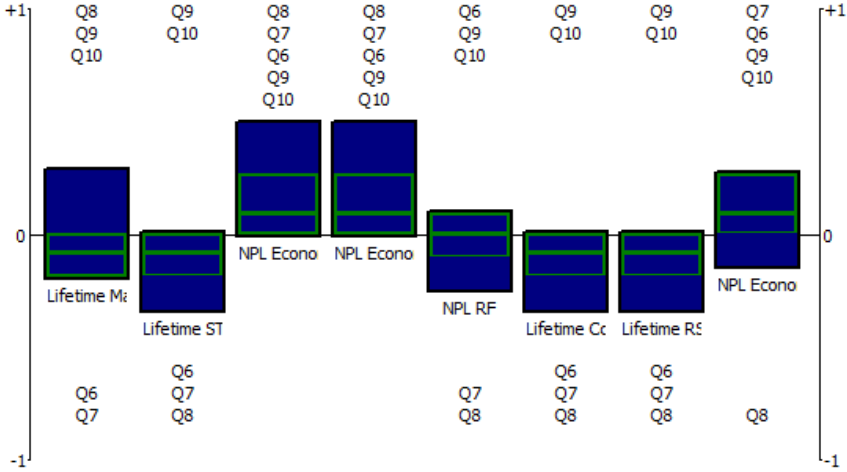 +1 Q8 Q9 Q8 Q8 Q6 Q9 Q9 Q7 +1
Q9 Q10 Q7 Q7 Q9 Q10 Q10 Q6
Q10 Q6 Q6 Q10 Q9
Q9 Q9 Q10
Q10 Q10
0 0
NPL Econo NPL Econo
NPL Econo
Lifetime Ma
NPL RF
Lifetime ST Lifetime Co Lifetime RS
Q6 Q6 Q6
Q6 Q7 Q7 Q7 Q7
Q7 Q8 Q8 Q8 Q8 Q8
-1 -1